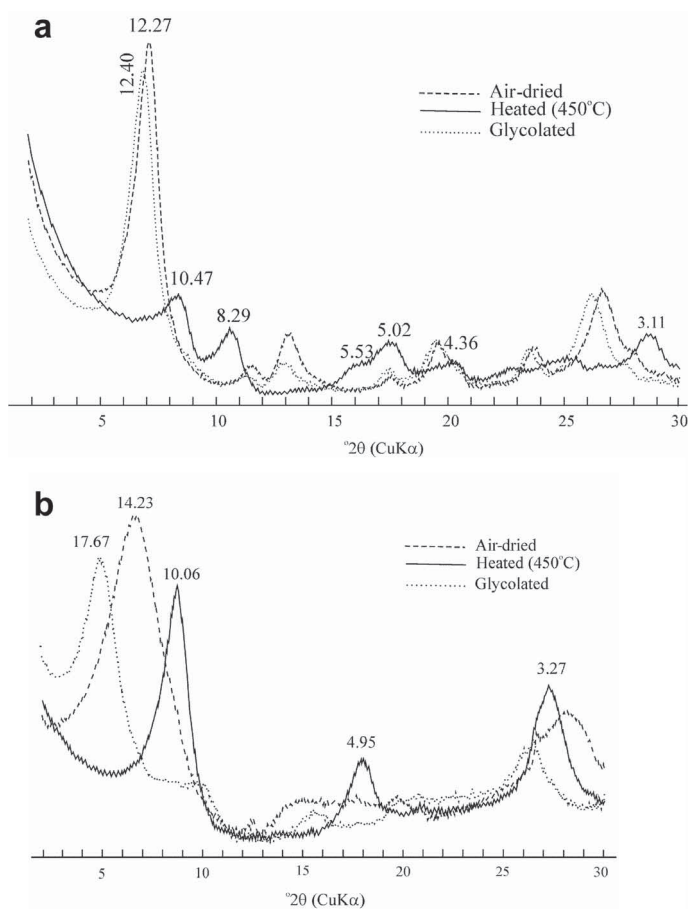 a
12.27
12.40
Air-dried
Heated (450°C)
Glycolated
10.47
8.29
5.53
5.02
4.36
3.11
5 10 15 20 25 30
°2θ (CuKα)
b
14.23
17.67
10.06
Air-dried
Heated (450°C)
Glycolated
3.27
4.95
5 10 15 20 25 30
°2θ (CuKα)